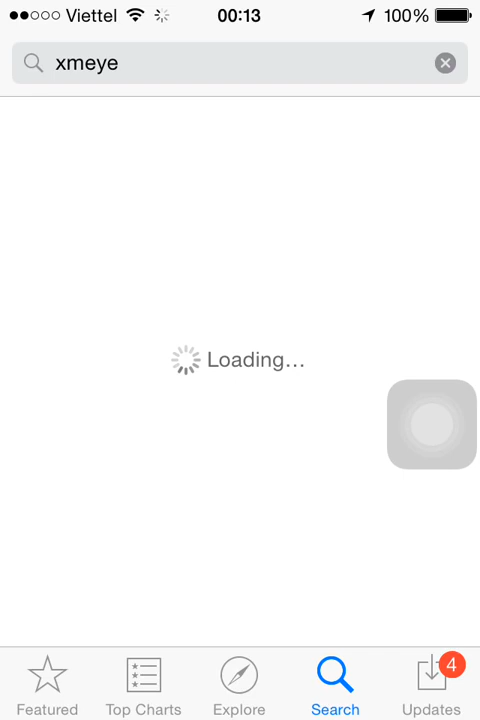 Viettel 00:13 100%
xmeye
Loading...
4
Featured Top Charts Explore Search Updates